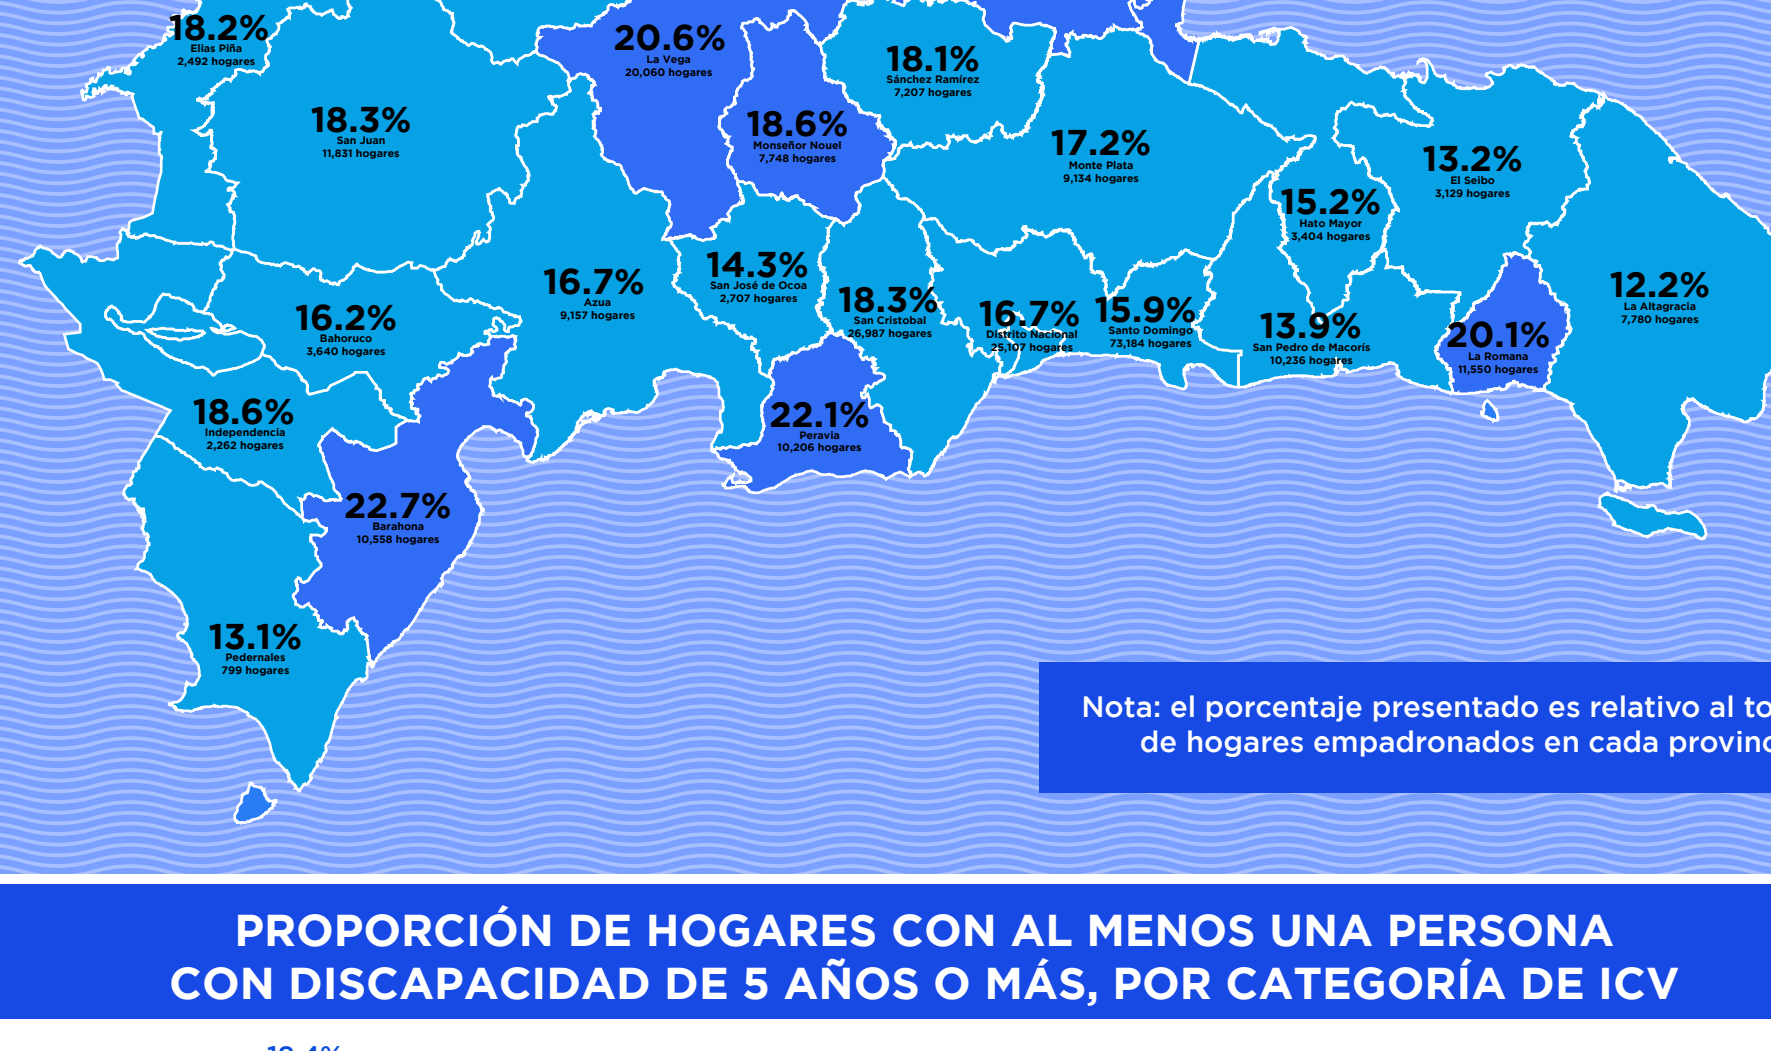 18.2%
Elias Piña
2,492 hogares
20.6%
La Vega
20,060 hogares
18.1%
Sánchez Ramírez
7,207 hogares
18.3%
San Juan
11,831 hogares
18.6%
Monseñor Nouel
7,748 hogares
17.2%
Monte Plata
9,134 hogares
13.2%
El Seibo
3,129 hogares
15.2%
Hato Mayor
3,404 hogares
16.7%
Azua
9,157 hogares
14.3%
San José de Ocoa
2,707 hogares
18.3%
San Cristobal
26,987 hogares
16.7%
Distrito Nacional
25,107 hogares
15.9%
Santo Domingo
73,184 hogares
13.9%
San Pedro de Macorís
10,236 hogares
20.1%
La Romana
11,550 hogares
12.2%
La Altagracia
7,780 hogares
16.2%
Bahoruco
3,640 hogares
18.6%
Independencia
2,262 hogares
22.1%
Peravia
10,206 hogares
22.7%
Barahona
10,558 hogares
13.1%
Pedernales
799 hogares
Nota: el porcentaje presentado es relativo al to
de hogares empadronados en cada provinc
PROPORCIÓN DE HOGARES CON AL MENOS UNA PERSONA
CON DISCAPACIDAD DE 5 AÑOS O MÁS, POR CATEGORÍA DE ICV